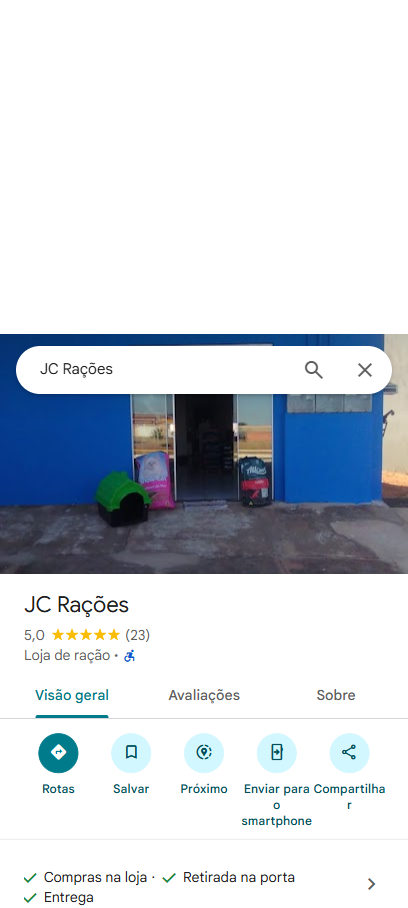 JC Rações
JC Rações
5,0 (23)
Loja de ração ·
Visão geral Avaliações Sobre
Rotas Salvar Próximo Enviar para o smartphone Compartilhar
Compras na loja · Retirada na porta
Entrega